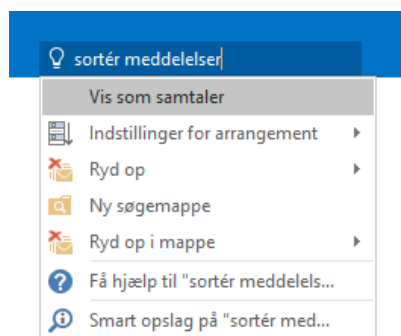 sortér meddelelser
Vis som samtaler
Indstillinger for arrangement
Ryd op
Ny søgemappe
Ryd op i mappe
Få hjælp til "sortér meddelels...
Smart opslag på "sortér med...